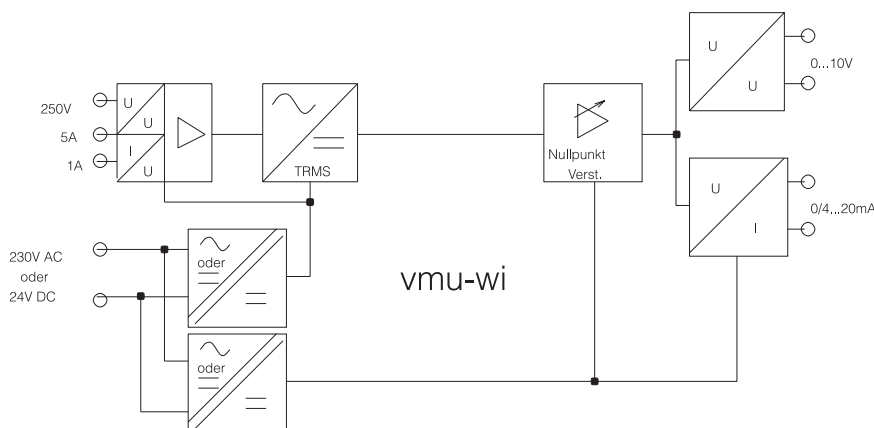 250V
5A
1A
U
U
I
U
TRMS
Nullpunkt
Verst.
U
U
0...10V
U
I
0/4...20mA
230V AC
oder
24V DC
oder
oder
vmu-wi